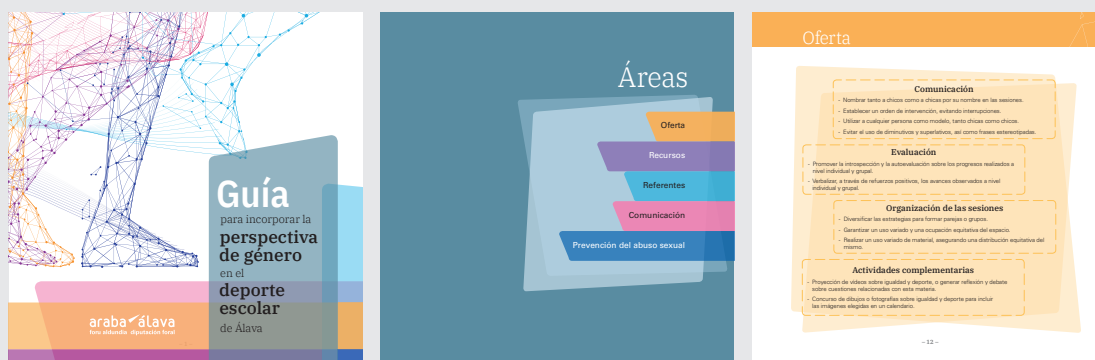 Guía
para incorporar la
perspectiva
de género
en el
deporte
escolar
de Álava
araba álava
foru aldundia diputación foral
Áreas
Oferta
Recursos
Referentes
Comunicación
Prevención del abuso sexual
Oferta
Comunicación
- Nombrar tanto a chicos como a chicas por su nombre en las sesiones.
- Establecer un orden de intervención, evitando interrupciones.
- Utilizar a cualquier persona como modelo, tanto chicas como chicos.
- Evitar el uso de diminutivos y superlativos, así como frases estereotipadas.
Evaluación
- Promover la introspección y la autoevaluación sobre los progresos realizados a
nivel individual y grupal.
- Verbalizar, a través de refuerzos positivos, los avances observados a nivel
individual y grupal.
Organización de las sesiones
- Diversificar las estrategias para formar parejas o grupos.
- Garantizar un uso variado y una ocupación equitativa del espacio.
- Realizar un uso variado de material, asegurando una distribución equitativa del
mismo.
Actividades complementarias
- Proyección de vídeos sobre igualdad y deporte, o generar reflexión y debate
sobre cuestiones relacionadas con esta materia.
- Concurso de dibujos o fotografías sobre igualdad y deporte para incluir
las imágenes elegidas en un calendario.
– 12 –